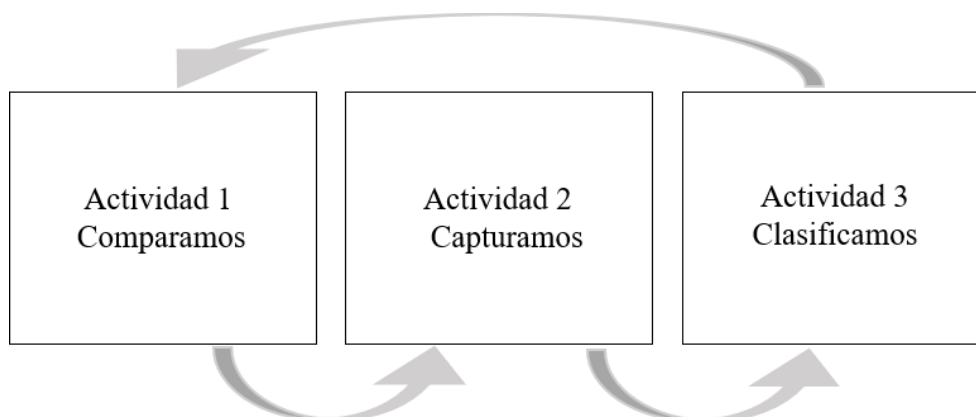 Actividad 1
Comparamos
Actividad 2
Capturamos
Actividad 3
Clasificamos